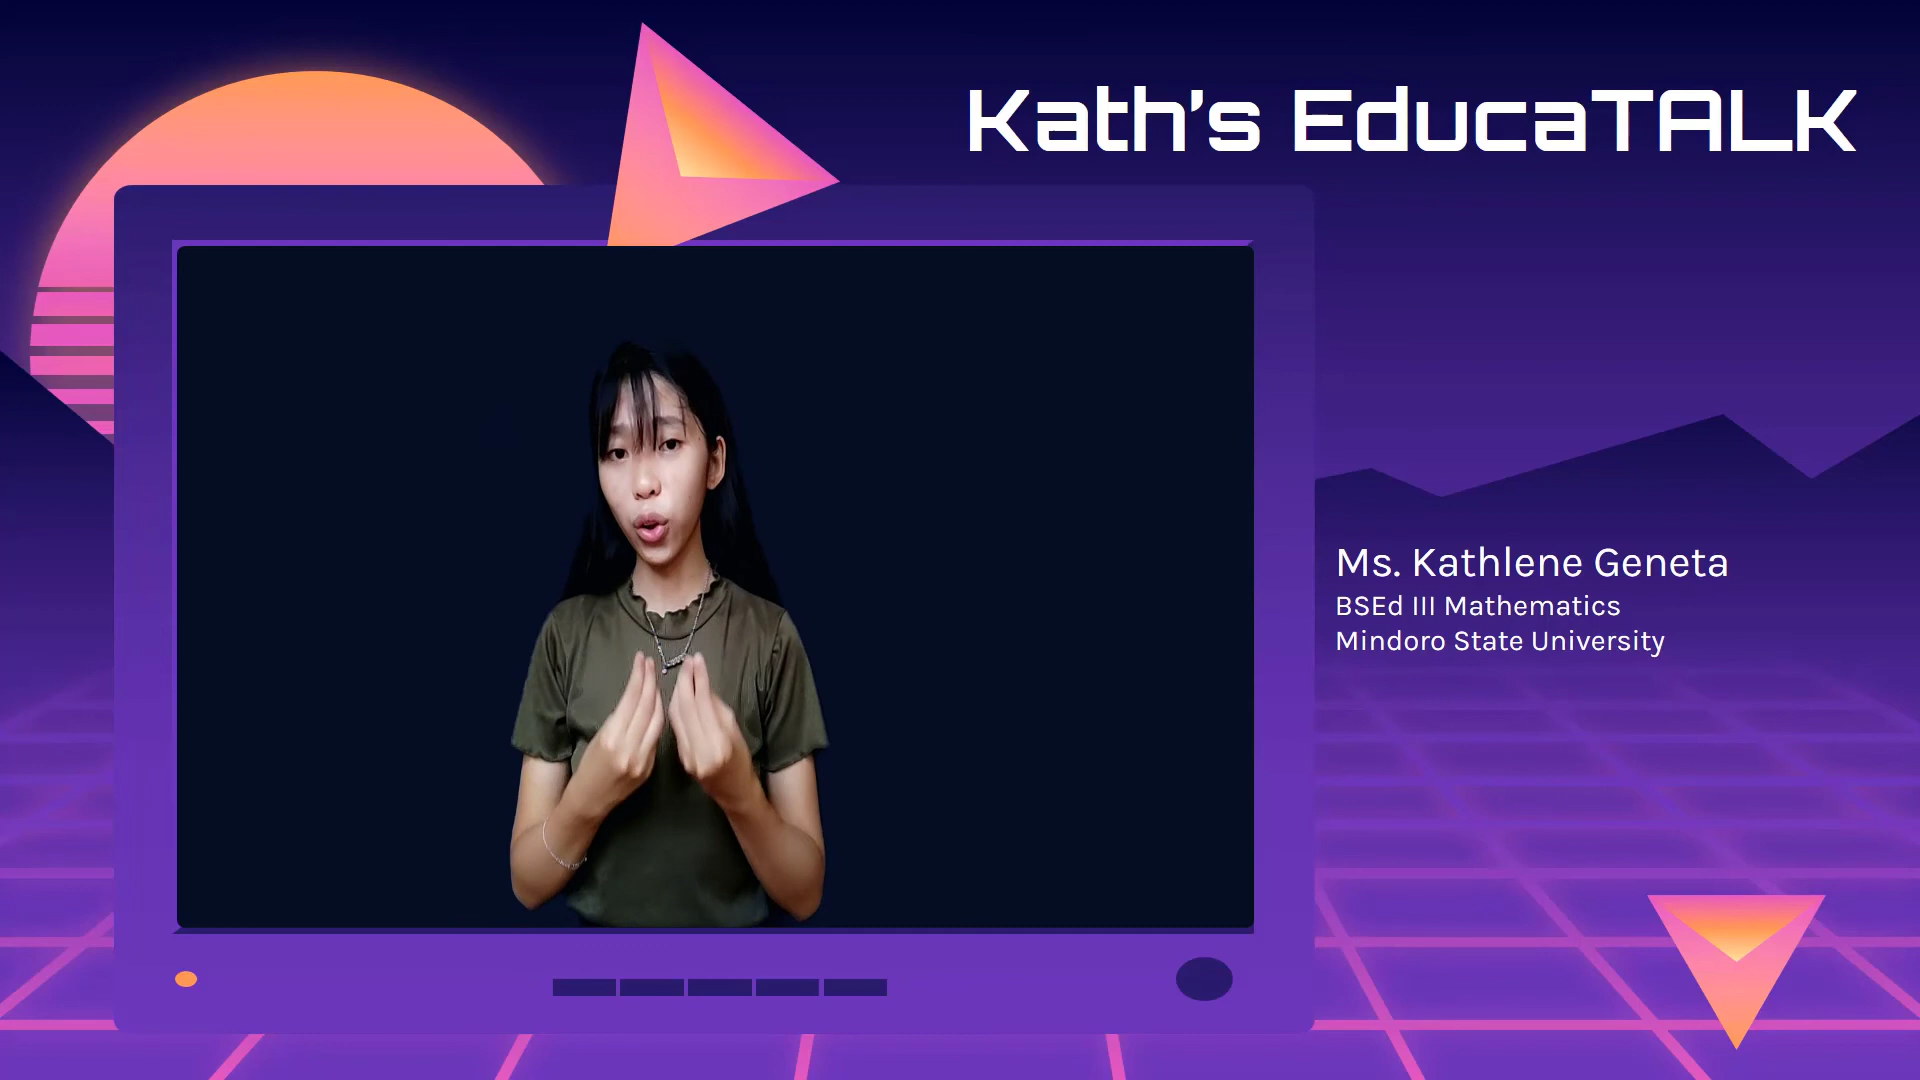 Kath's EducaTALK
Ms. Kathlene Geneta
BSEd III Mathematics
Mindoro State University